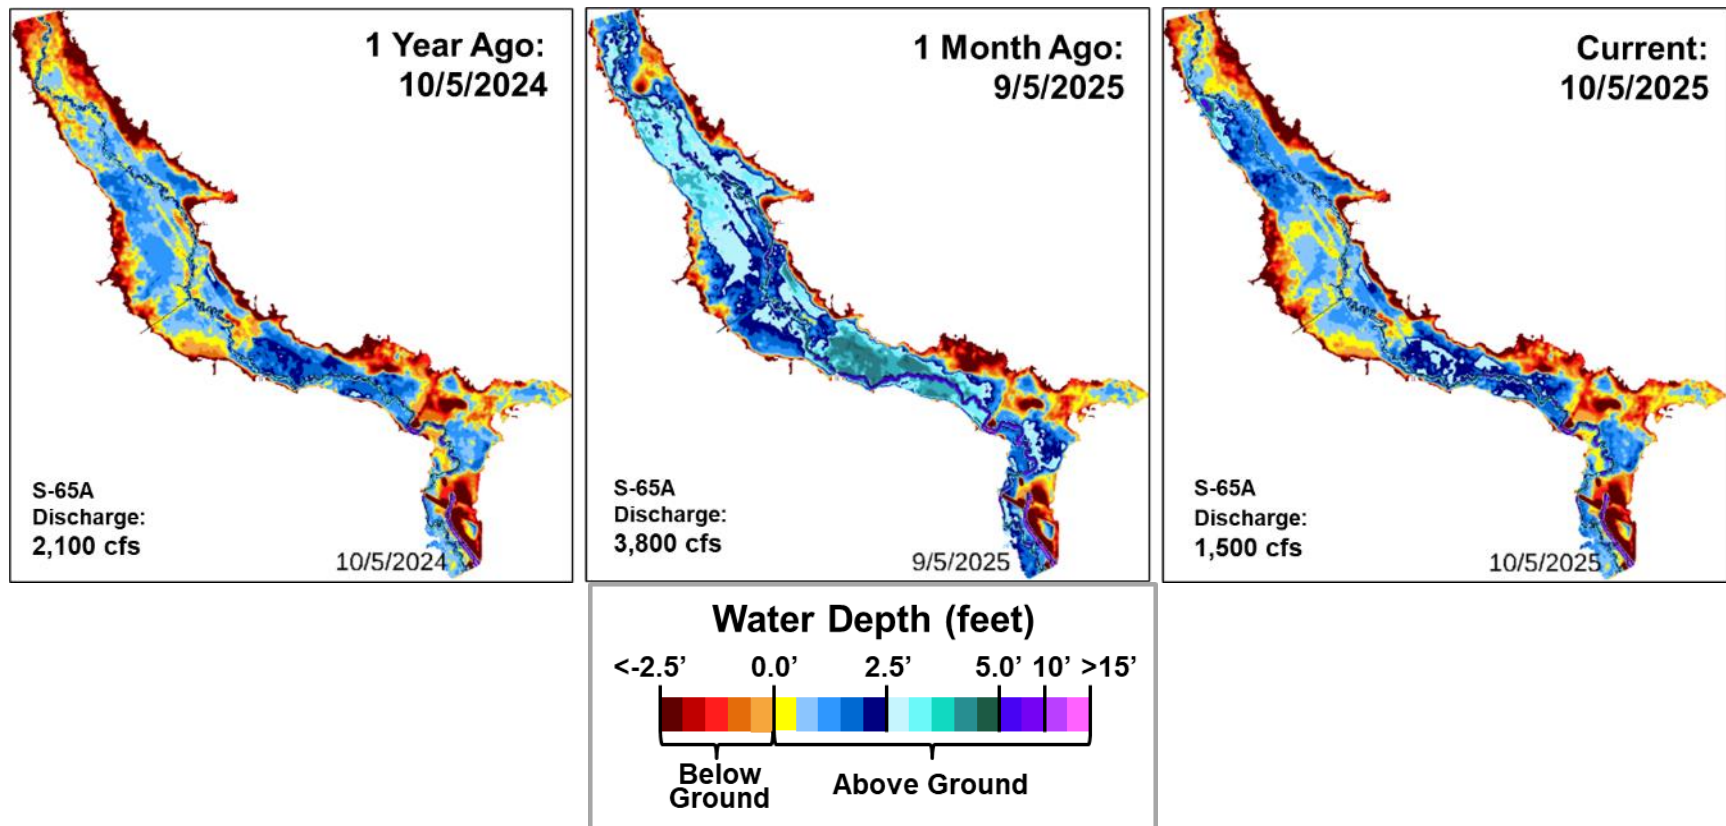 1 Year Ago:
10/5/2024
S-65A
Discharge:
2,100 cfs
10/5/2024
1 Month Ago:
9/5/2025
S-65A
Discharge:
3,800 cfs
9/5/2025
Current:
10/5/2025
S-65A
Discharge:
1,500 cfs
10/5/2025
Water Depth (feet)
<-2.5’ 0.0’ 2.5’ 5.0’ 10’ >15’
Below
Ground
Above Ground